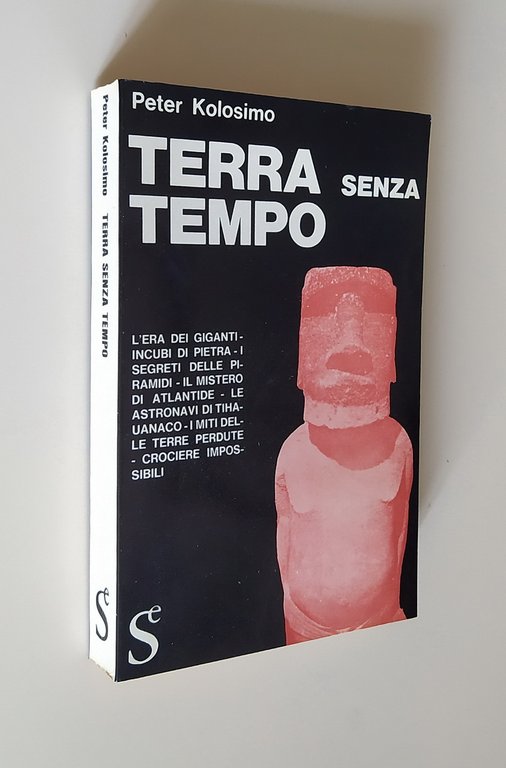 Peter Kolosimo
TERRA SENZA
TEMPO
L'ERA DEI GIGANTI-
INCUBI DI PIETRA - I
SEGRETI DELLE PI-
RAMIDI - IL MISTERO
DI ATLANTIDE - LE
ASTRONAVI DI TIHA-
UANACO - I MITI DEL-
LE TERRE PERDUTE
- CROCIERE IMPOS-
SIBILI
Se
Peter Kolosimo TERRA SENZA TEMPO
Se